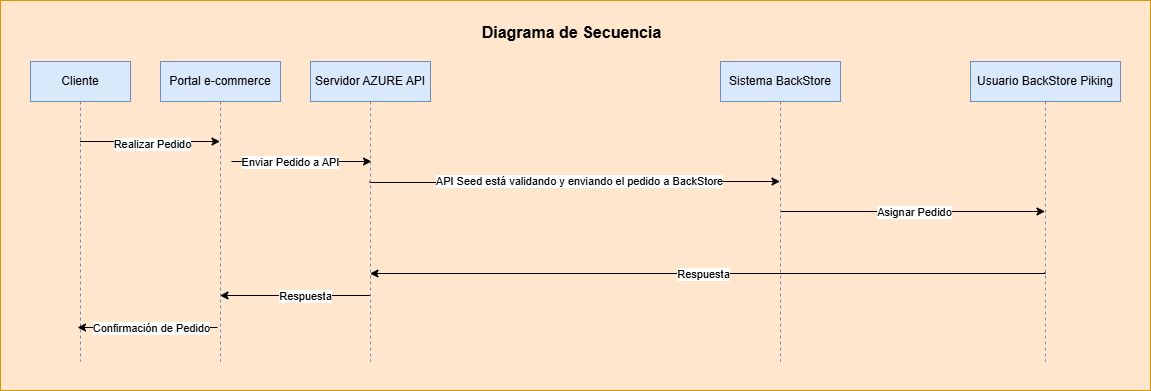 Diagrama de Secuencia
Cliente
Portal e-commerce
Servidor AZURE API
Sistema BackStore
Usuario BackStore Piking
Realizar Pedido
Enviar Pedido a API
API Seed está validando y enviando el pedido a BackStore
Asignar Pedido
Respuesta
Respuesta
Confirmación de Pedido